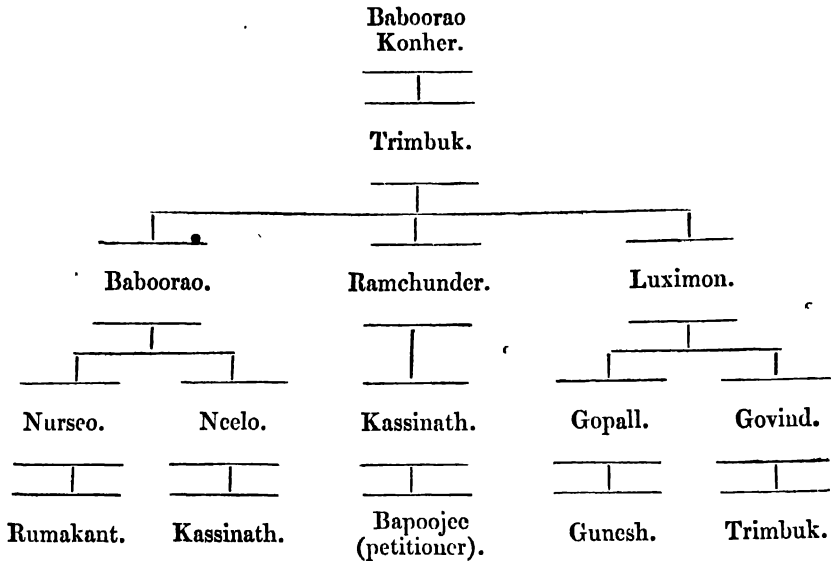 Baboorao
Konher.
Trimbuk.
Baboorao. Ramchunder. Luximon.
Nurseo. Neelo. Kassinath. Gopall. Govind.
Rumakant. Kassinath. Bapoojee Gunesh. Trimbuk.
(petitioner).